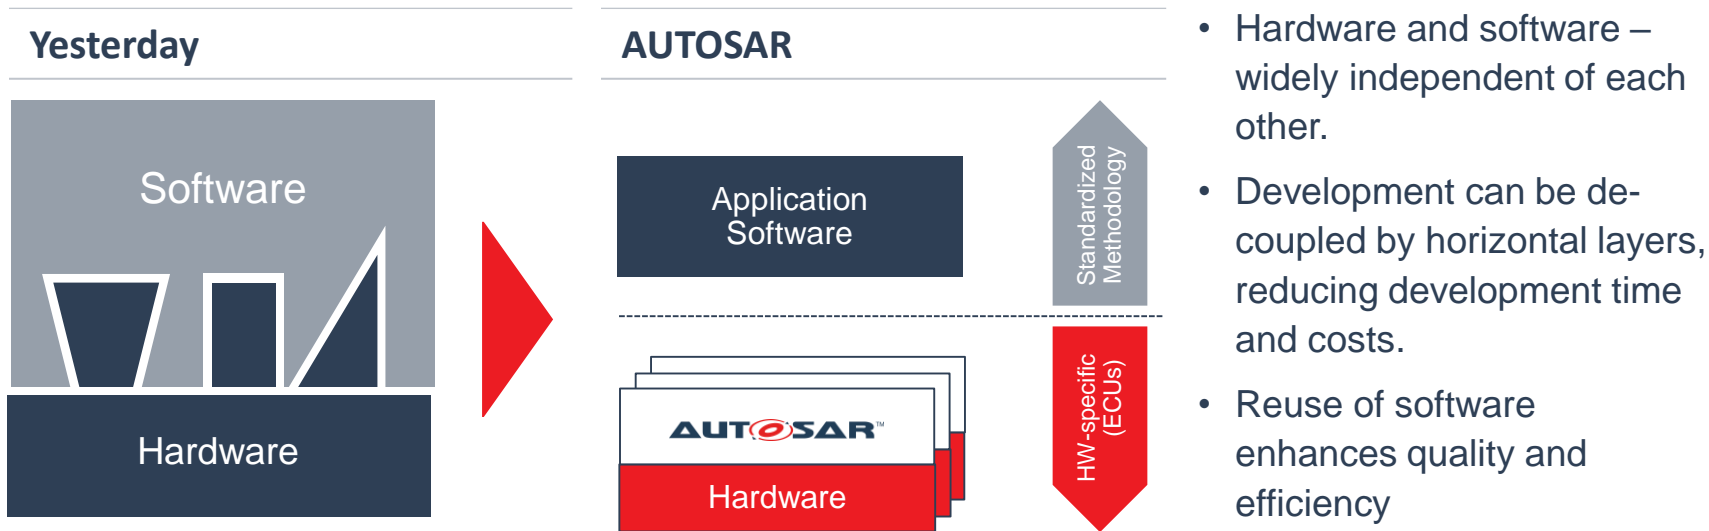 Yesterday
Software
Hardware
AUTOSAR
Application
Software
Standardized
Methodology
AUTOSAR™
Hardware
HW-specific
(ECUs)
• Hardware and software –
widely independent of each
other.
• Development can be de-
coupled by horizontal layers,
reducing development time
and costs.
• Reuse of software
enhances quality and
efficiency